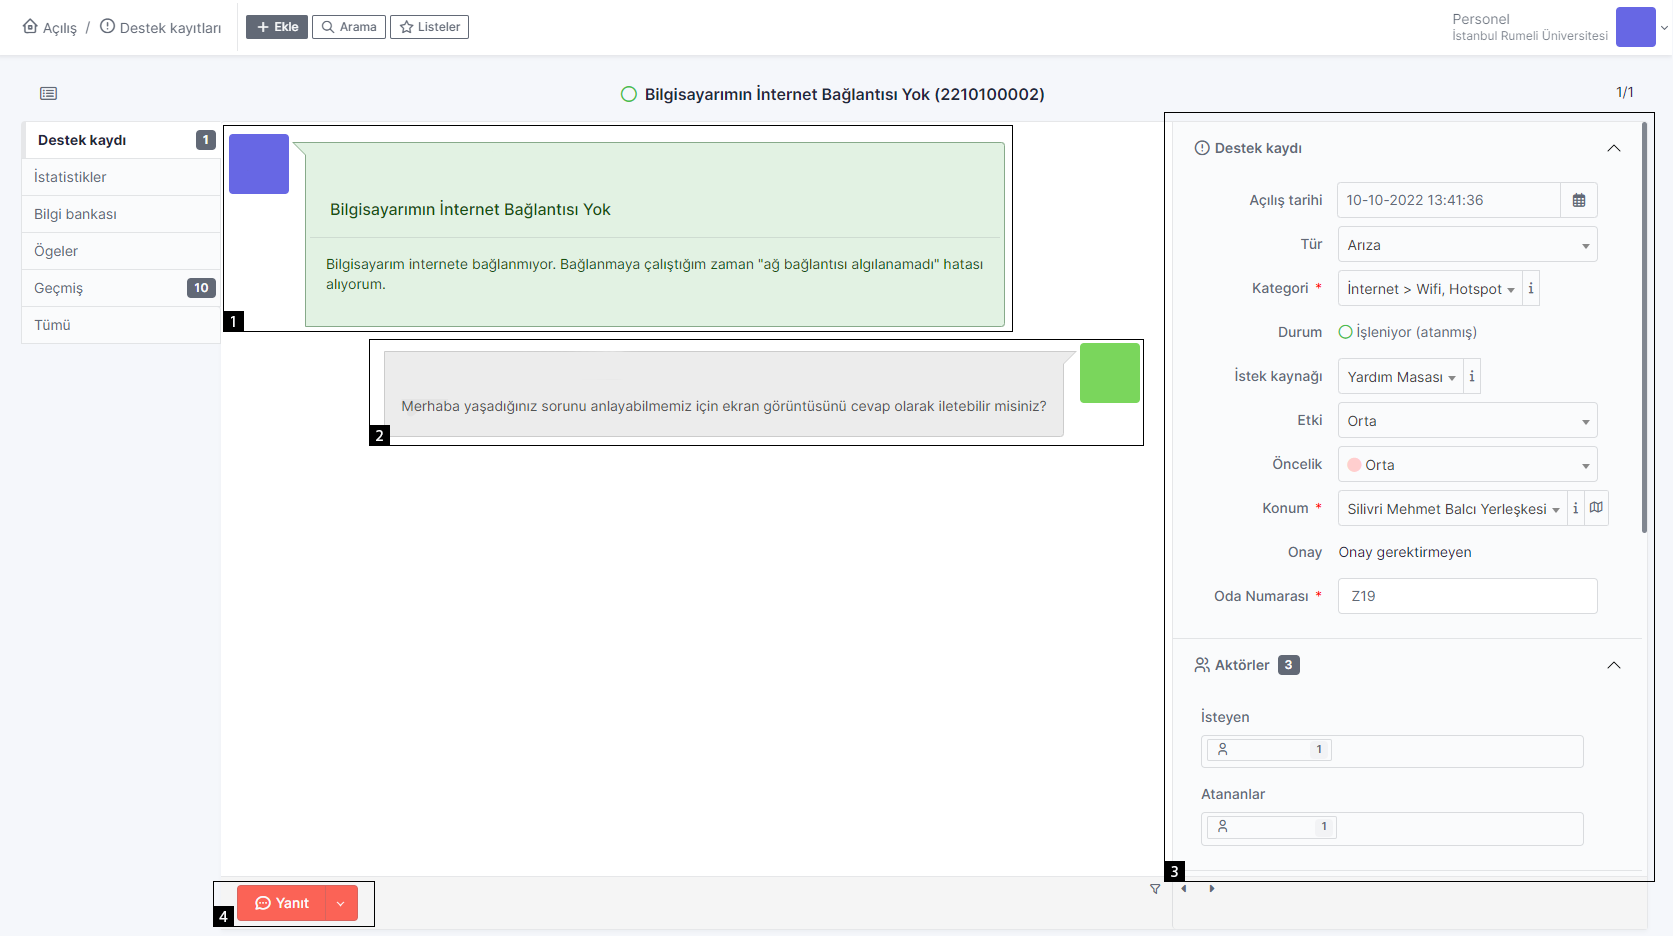 Açılış / Destek kayıtları
Ekle
Arama
Listeler
Personel
İstanbul Rumeli Üniversitesi
Bilgisayarımın İnternet Bağlantısı Yok (2210100002)
1/1
Destek kaydı 1
İstatistikler
Bilgi bankası
Ögeler
Geçmiş 10
Tümü
Bilgisayarımın İnternet Bağlantısı Yok
Bilgisayarım internete bağlanmıyor. Bağlanmaya çalıştığım zaman "ağ bağlantısı algılanamadı" hatası
alıyorum.
1
Merhaba yaşadığınız sorunu anlayabilmemiz için ekran görüntüsünü cevap olarak iletebilir misiniz?
2
Destek kaydı
Açılış tarihi 10-10-2022 13:41:36
Tür Arıza
Kategori * İnternet > Wifi, Hotspot i
Durum İşleniyor (atanmış)
İstek kaynağı Yardım Masası i
Etki Orta
Öncelik Orta
Konum * Silivri Mehmet Balcı Yerleşkesi i
Onay Onay gerektirmeyen
Oda Numarası * Z19
Aktörler 3
İsteyen
1
Atananlar
1
3
4
Yanıt